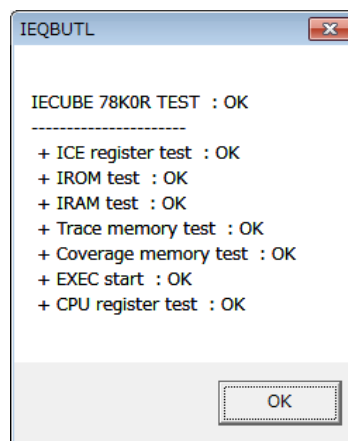 IEQBUTL
IECUBE 78K0R TEST : OK
----------------------
+ ICE register test : OK
+ IROM test : OK
+ IRAM test : OK
+ Trace memory test : OK
+ Coverage memory test : OK
+ EXEC start : OK
+ CPU register test : OK
OK